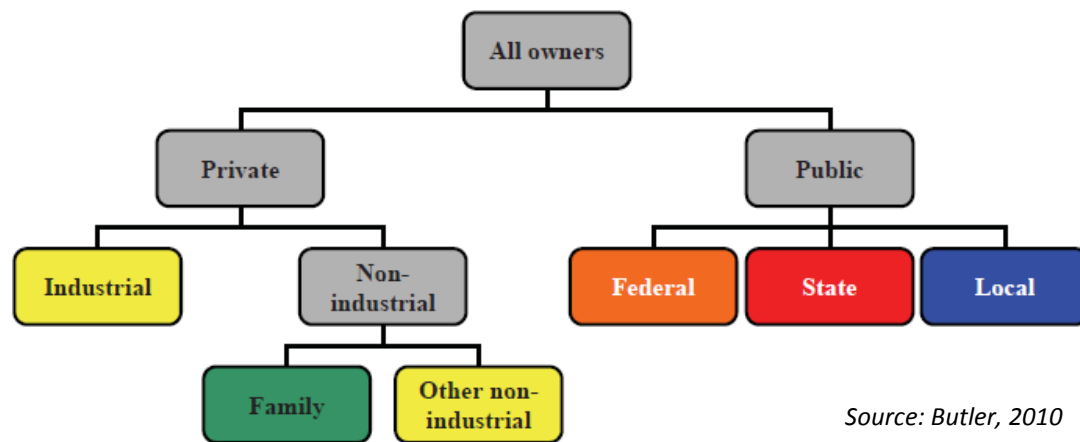 All owners
Private
Public
Industrial
Non-
industrial
Federal
State
Local
Family
Other non-
industrial
Source: Butler, 2010